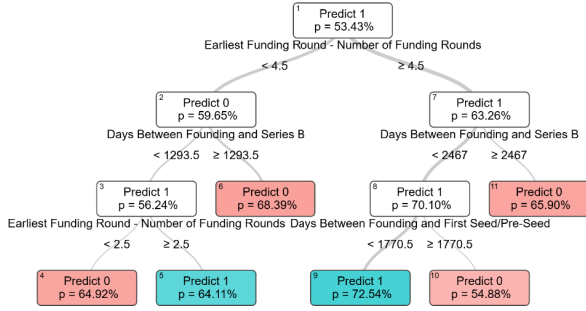 1
Predict 1
p = 53.43%
Earliest Funding Round - Number of Funding Rounds
< 4.5 ≥ 4.5
2
Predict 0
p = 59.65%
7
Predict 1
p = 63.26%
Days Between Founding and Series B Days Between Founding and Series B
< 1293.5 ≥ 1293.5 < 2467 ≥ 2467
3
Predict 1
p = 56.24%
6
Predict 0
p = 68.39%
8
Predict 1
p = 70.10%
11
Predict 0
p = 65.90%
Earliest Funding Round - Number of Funding Rounds Days Between Founding and First Seed/Pre-Seed
< 2.5 ≥ 2.5 < 1770.5 ≥ 1770.5
4
Predict 0
p = 64.92%
5
Predict 1
p = 64.11%
9
Predict 1
p = 72.54%
10
Predict 0
p = 54.88%